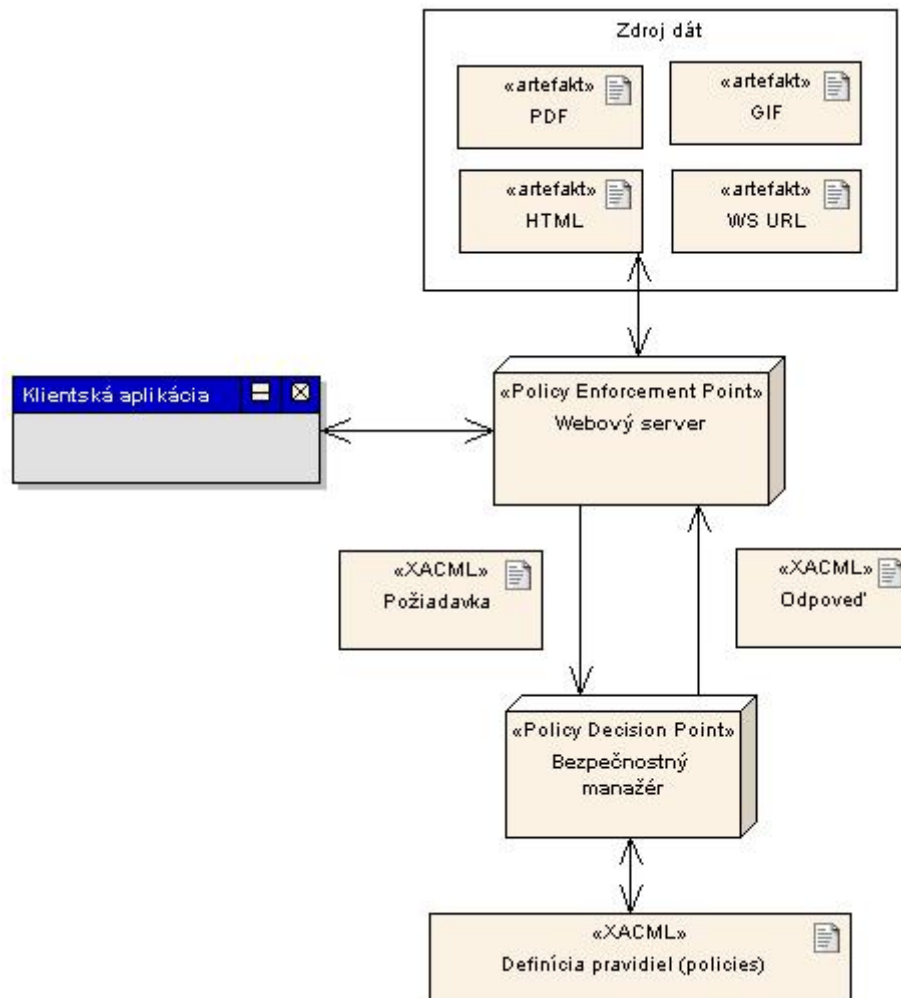 Zdroj dát
«artefakt»
PDF
«artefakt»
GIF
«artefakt»
HTML
«artefakt»
WS URL
Klientská aplikácia
«Policy Enforcement Point»
Webový server
«XACML»
Požiadavka
«XACML»
Odpoveď
«Policy Decision Point»
Bezpečnostný
manažér
«XACML»
Definícia pravidiel (policies)